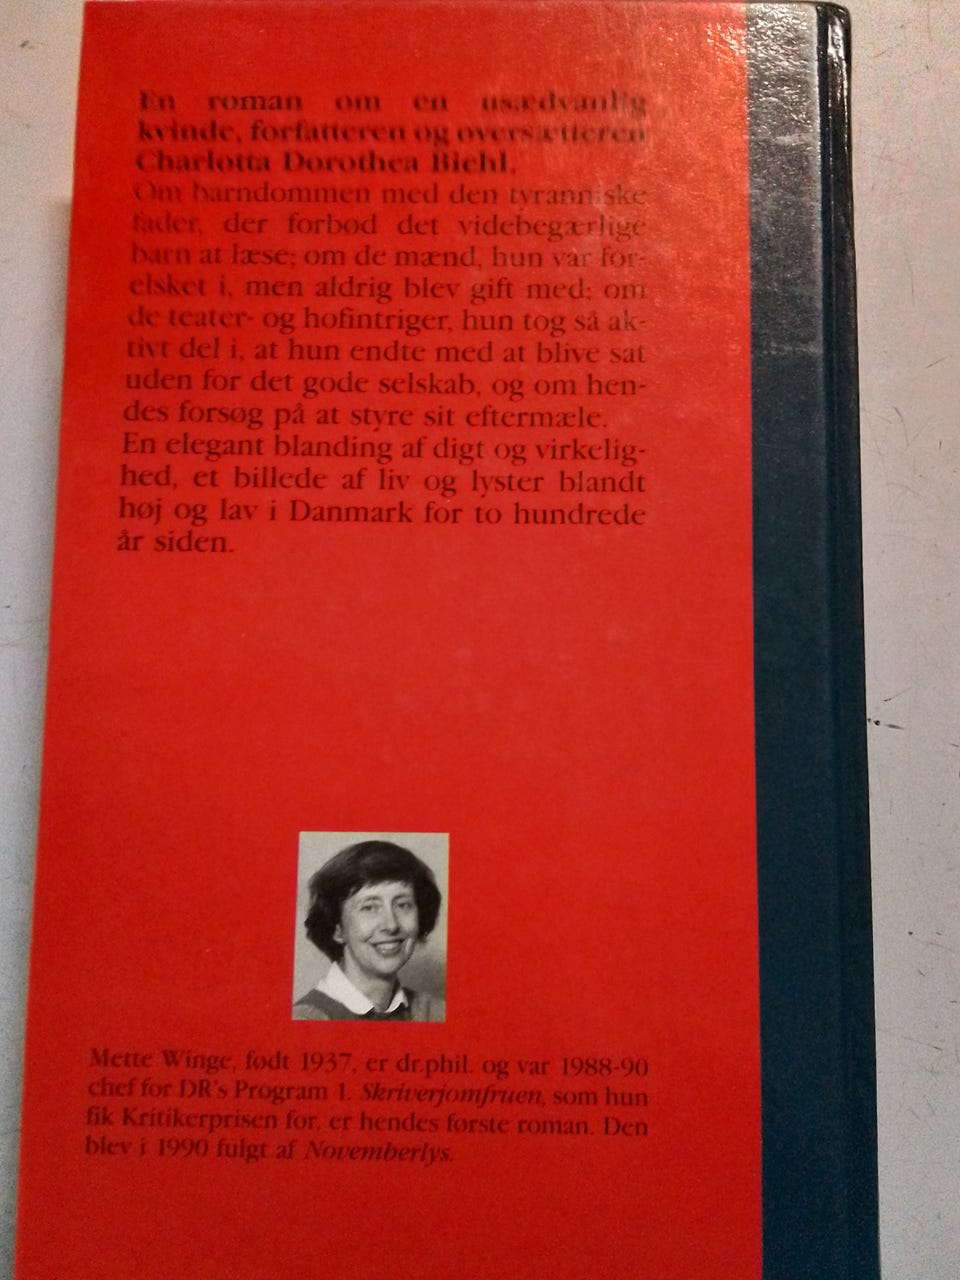 En roman om en usædvanlig
kvinde, forfatteren og oversætteren
Charlotta Dorothea Biehl.
Om barndommen med den tyranniske
fader, der forbød det videbegærlige
barn at læse; om de mænd, hun var for-
elsket i, men aldrig blev gift med; om
de teater- og hofintriger, hun tog så ak-
tivt del i, at hun endte med at blive sat
uden for det gode selskab, og om hen-
des forsøg på at styre sit eftermæle.
En elegant blanding af digt og virkelig-
hed, et billede af liv og lyster blandt
høj og lav i Danmark for to hundrede
år siden.
Mette Winge, født 1937, er dr.phil. og var 1988-90
chef for DR's Program 1. Skriverjomfruen, som hun
fik Kritikerprisen for, er hendes første roman. Den
blev i 1990 fulgt af Novemberlys.